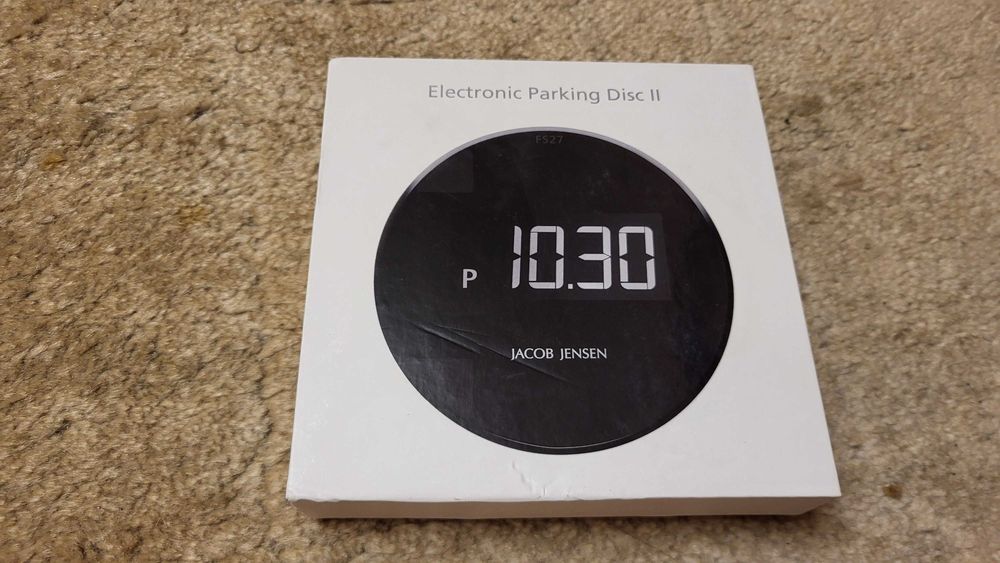 Electronic Parking Disc II
FS27
P 10.30
JACOB JENSEN